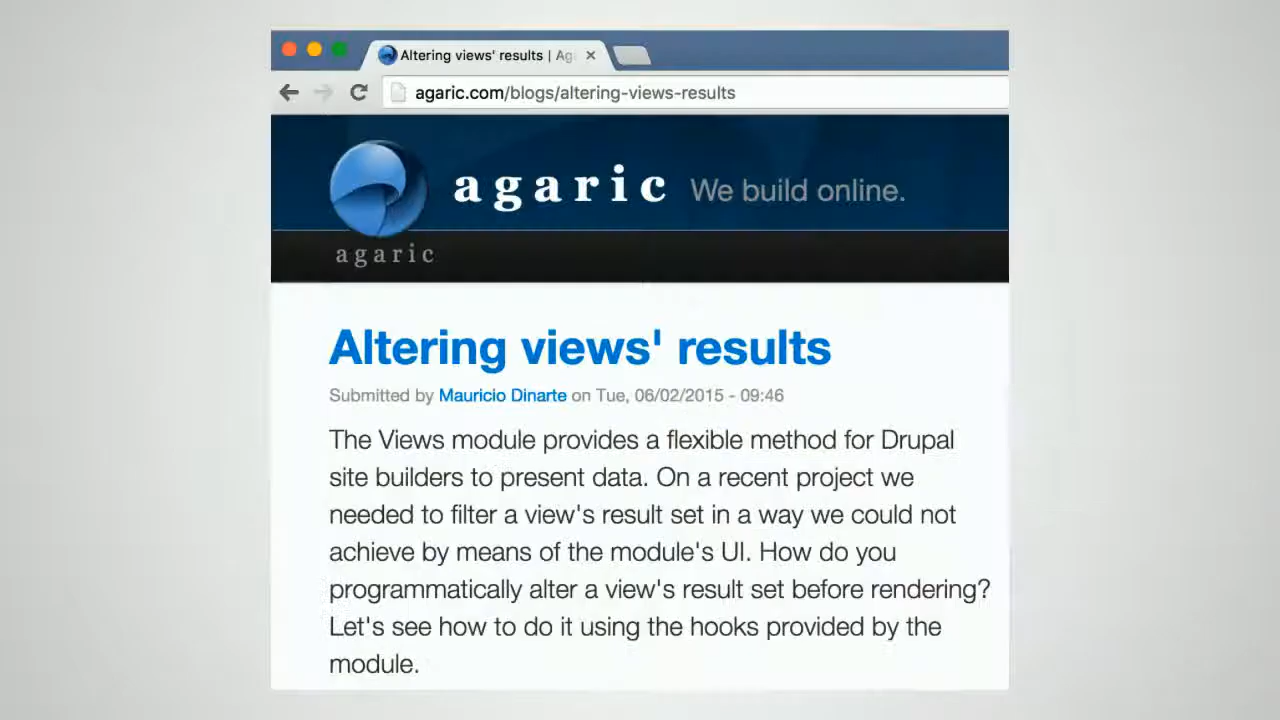 Altering views' results | Aga
agaric.com/blogs/altering-views-results
agaric We build online.
agaric
Altering views' results
Submitted by Mauricio Dinarte on Tue, 06/02/2015 - 09:46
The Views module provides a flexible method for Drupal
site builders to present data. On a recent project we
needed to filter a view's result set in a way we could not
achieve by means of the module's UI. How do you
programmatically alter a view's result set before rendering?
Let's see how to do it using the hooks provided by the
module.